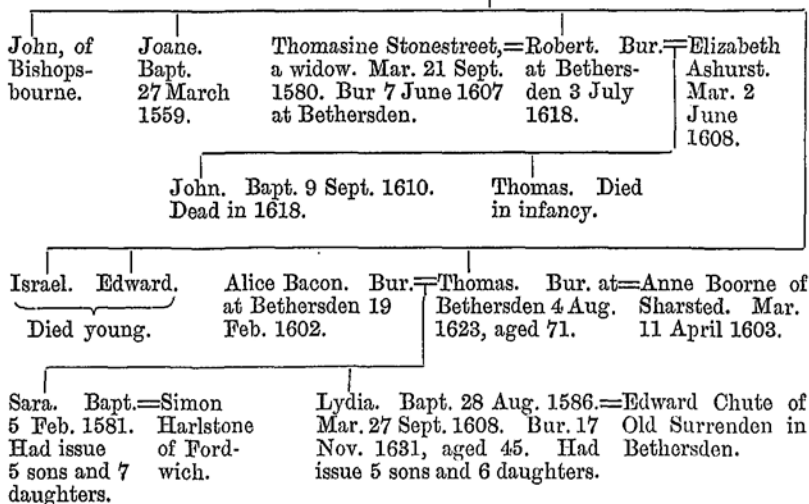 John, of
Bishops-
bourne.
Joane.
Bapt.
27 March
1559.
Thomasine Stonestreet,=Robert. Bur.=Elizabeth
a widow. Mar. 21 Sept. at Bethers- Ashurst.
1580. Bur 7 June 1607 den 3 July Mar. 2
at Bethersden. 1618. June
1608.
John. Bapt. 9 Sept. 1610.
Dead in 1618.
Thomas. Died
in infancy.
Israel. Edward.
Died young.
Alice Bacon. Bur.=Thomas. Bur. at=Anne Boorne of
at Bethersden 19 Bethersden 4 Aug. Sharsted. Mar.
Feb. 1602. 1623, aged 71. 11 April 1603.
Sara. Bapt.=Simon
5 Feb. 1581. Harlstone
Had issue of Ford-
5 sons and 7 wich.
daughters.
Lydia. Bapt. 28 Aug. 1586.=Edward Chute of
Mar. 27 Sept. 1608. Bur. 17 Old Surrenden in
Nov. 1631, aged 45. Had Bethersden.
issue 5 sons and 6 daughters.